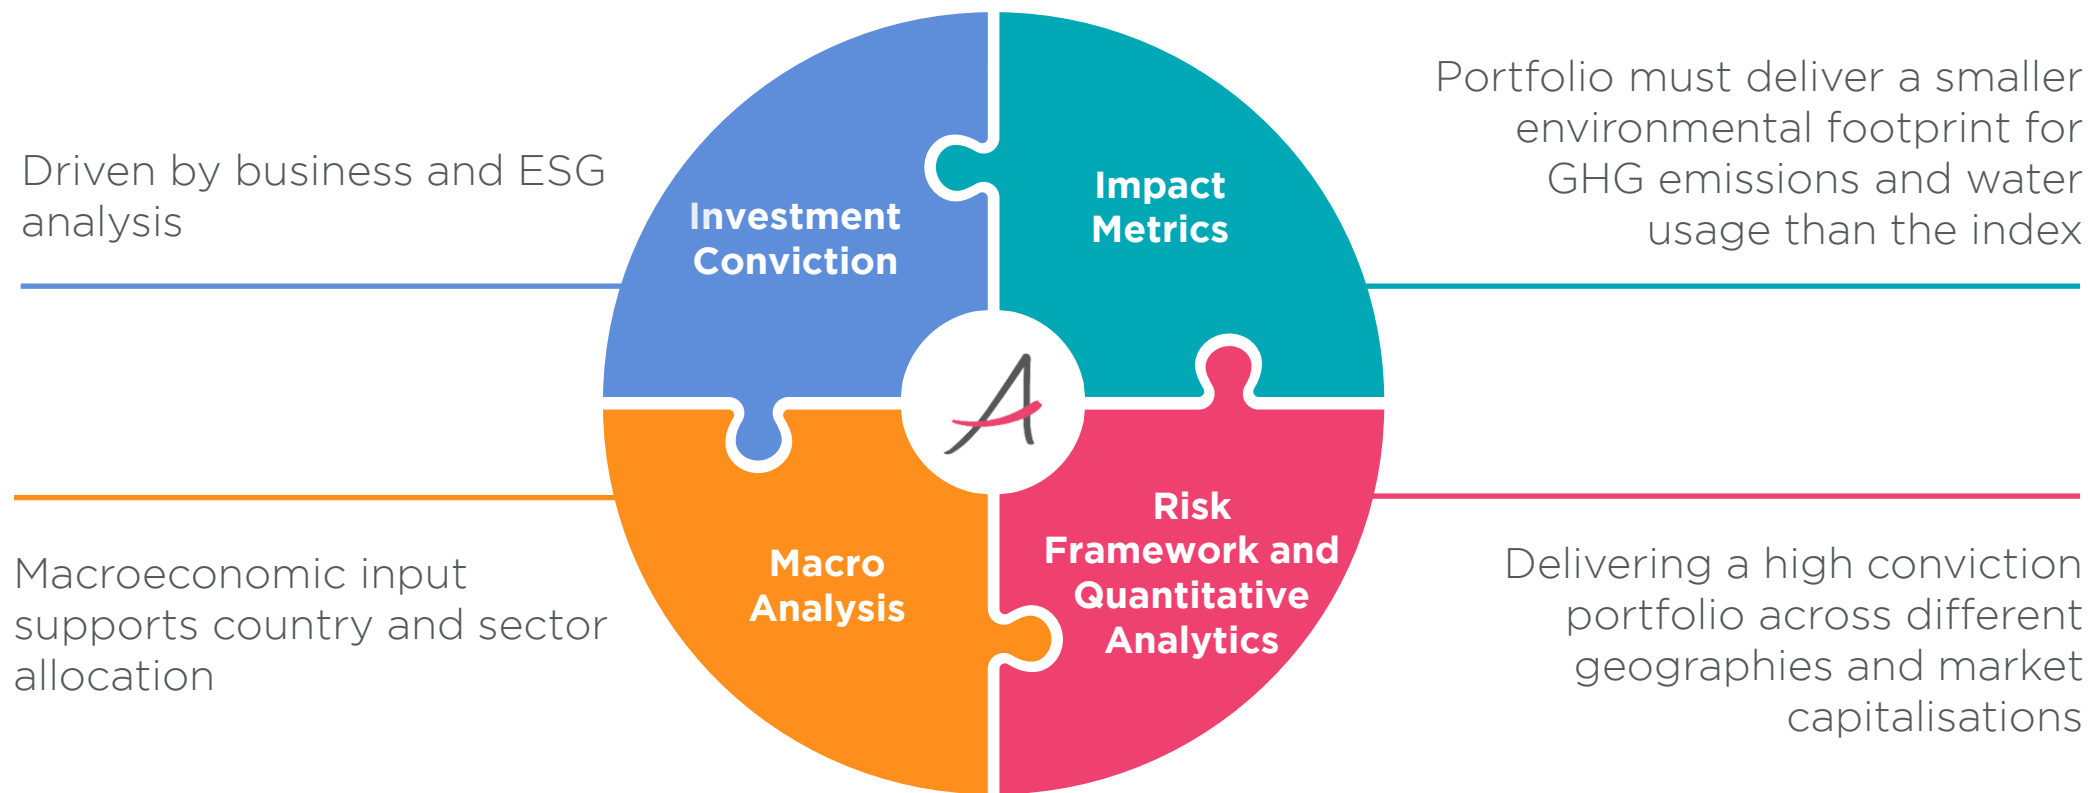 Driven by business and ESG
analysis
Investment
Conviction
Impact
Metrics
Portfolio must deliver a smaller
environmental footprint for
GHG emissions and water
usage than the index
A
Macroeconomic input
supports country and sector
allocation
Macro
Analysis
Risk
Framework and
Quantitative
Analytics
Delivering a high conviction
portfolio across different
geographies and market
capitalisations